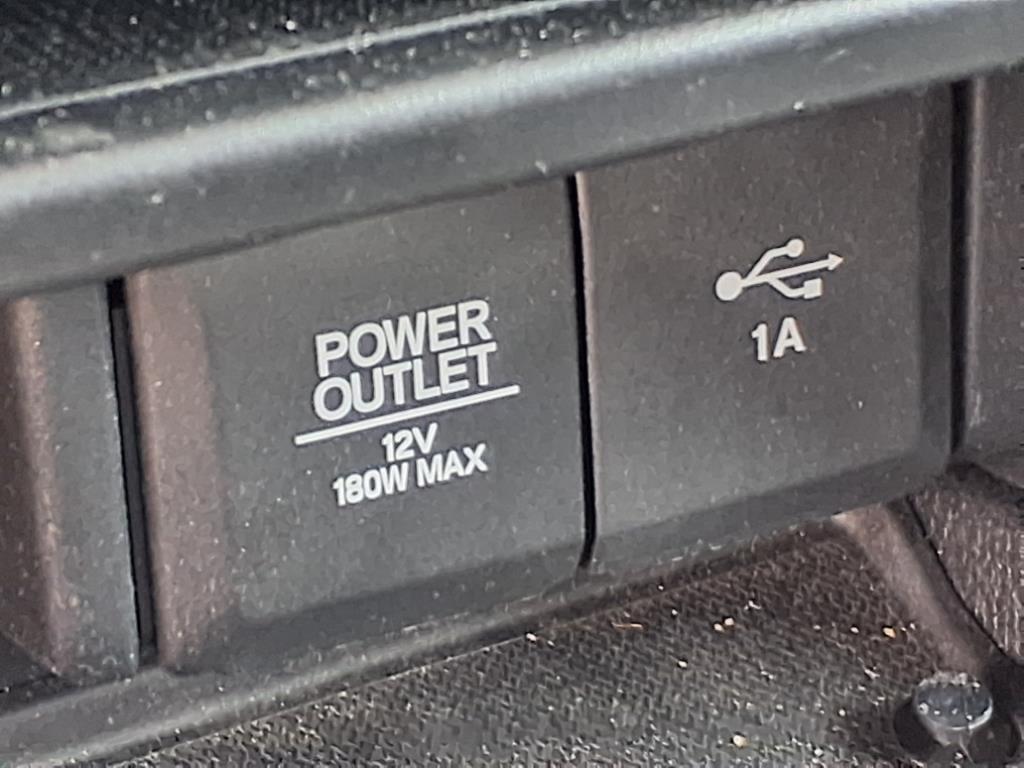 POWER
OUTLET
12V
180W MAX
1A